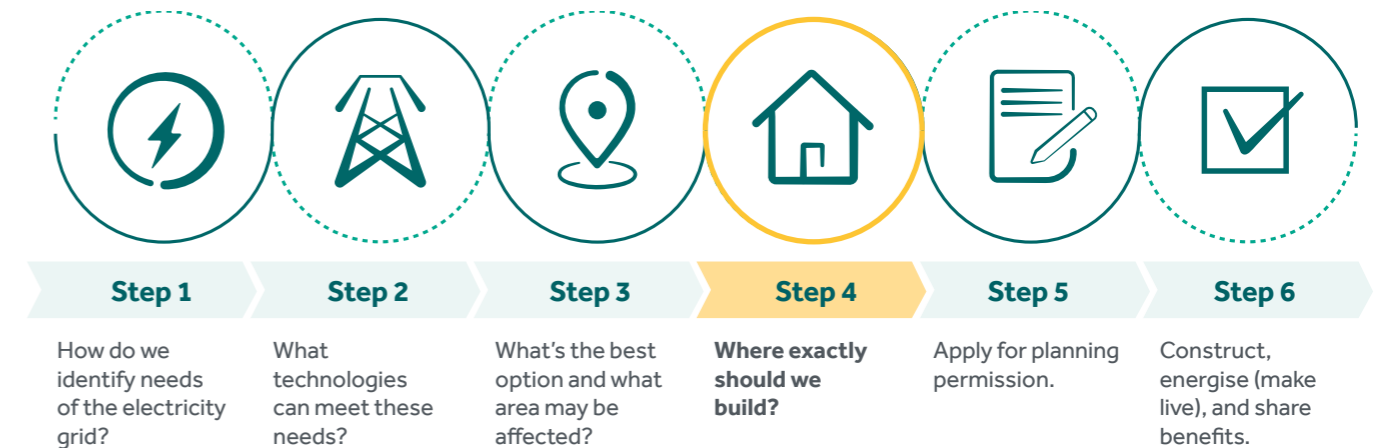 Step 1
Step 2
Step 3
Step 4
Step 5
Step 6
How do we
identify needs
of the electricity
grid?
What
technologies
can meet these
needs?
What's the best
option and what
area may be
affected?
Where exactly
should we
build?
Apply for planning
permission.
Construct,
energise (make
live), and share
benefits.